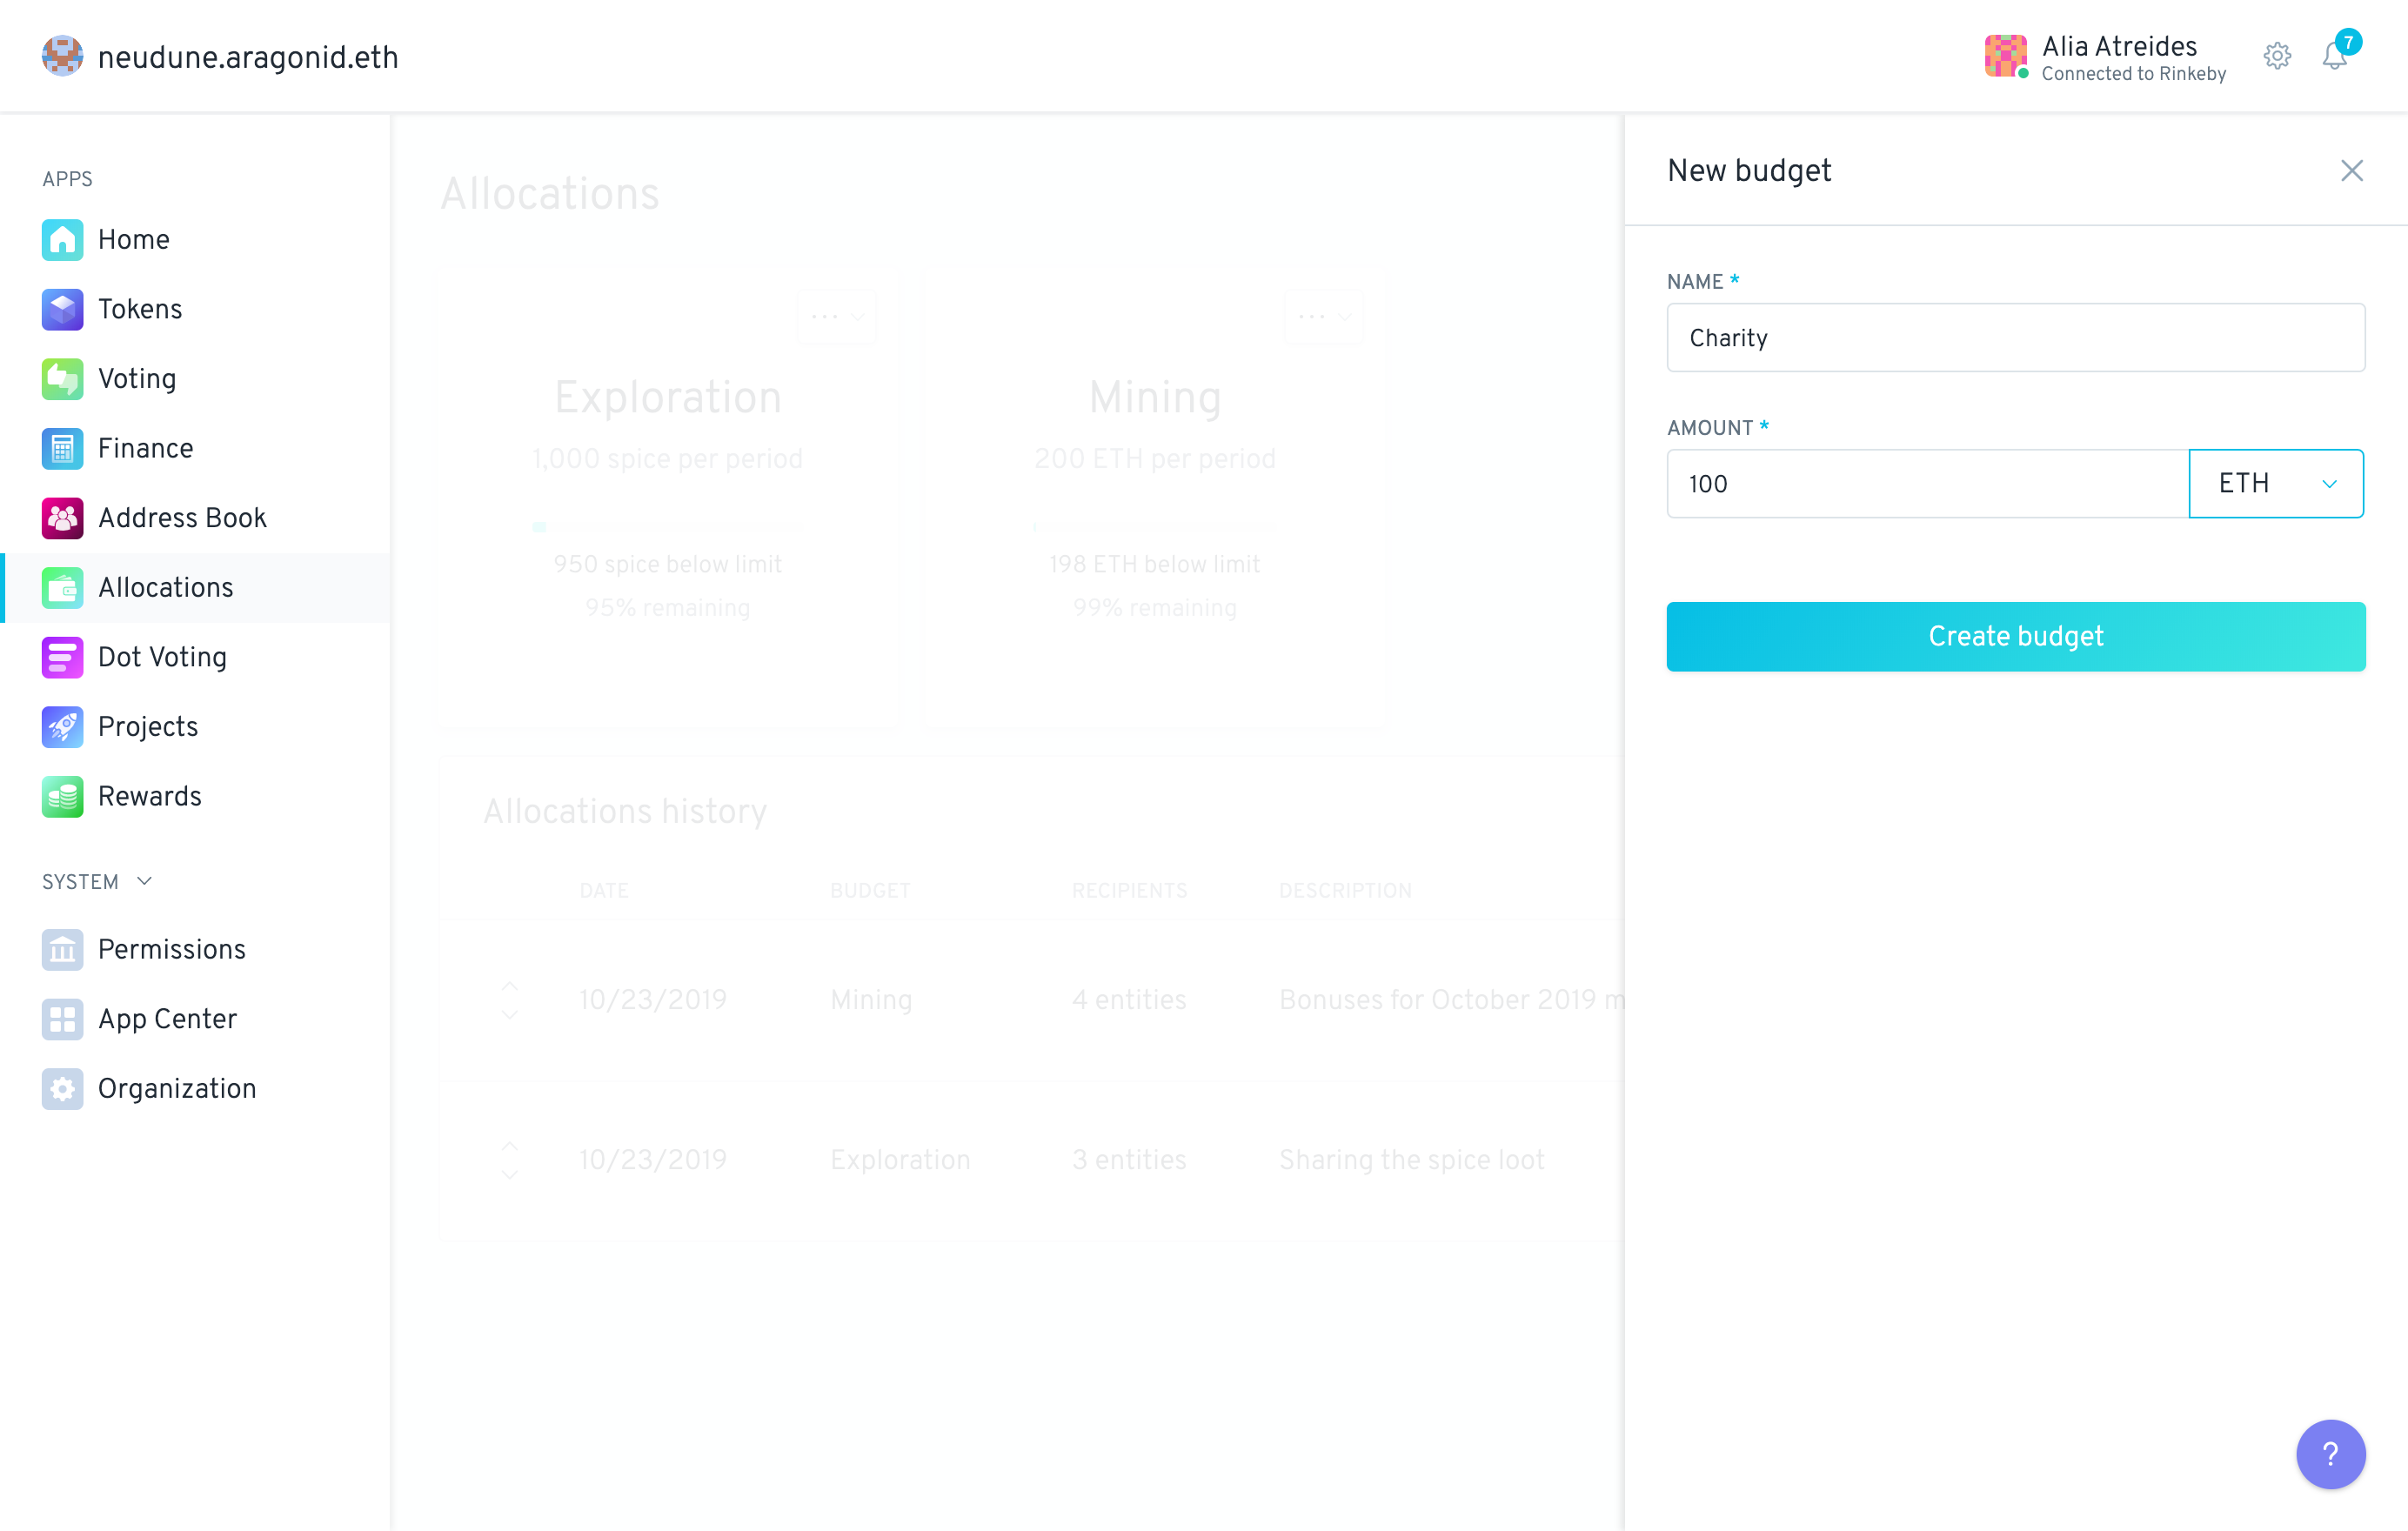 neudune.aragonid.eth
Alia Atreides
Connected to Rinkeby
7
APPS
Home
Tokens
Voting
Finance
Address Book
Allocations
Dot Voting
Projects
Rewards
SYSTEM
Permissions
App Center
Organization
Allocations
Exploration
1,000 spice per period
950 spice below limit
95% remaining
Mining
200 ETH per period
198 ETH below limit
99% remaining
Allocations history
DATE BUDGET RECIPIENTS DESCRIPTION
10/23/2019 Mining 4 entities Bonuses for October 2019 m
10/23/2019 Exploration 3 entities Sharing the spice loot
New budget
NAME *
Charity
AMOUNT *
100 ETH
Create budget
?